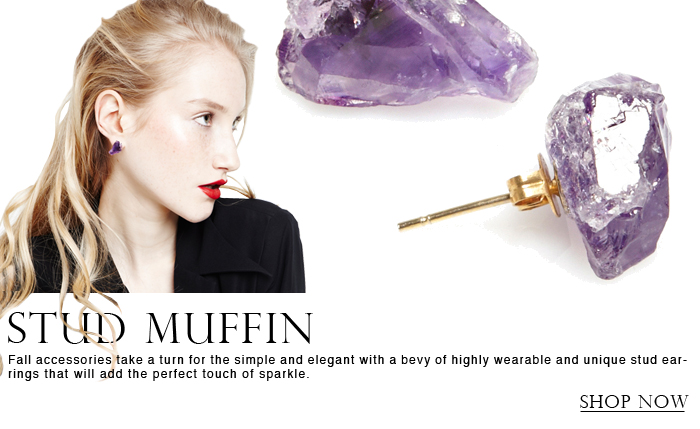 STUD MUFFIN
Fall accessories take a turn for the simple and elegant with a bevy of highly wearable and unique stud ear-
rings that will add the perfect touch of sparkle.
SHOP NOW